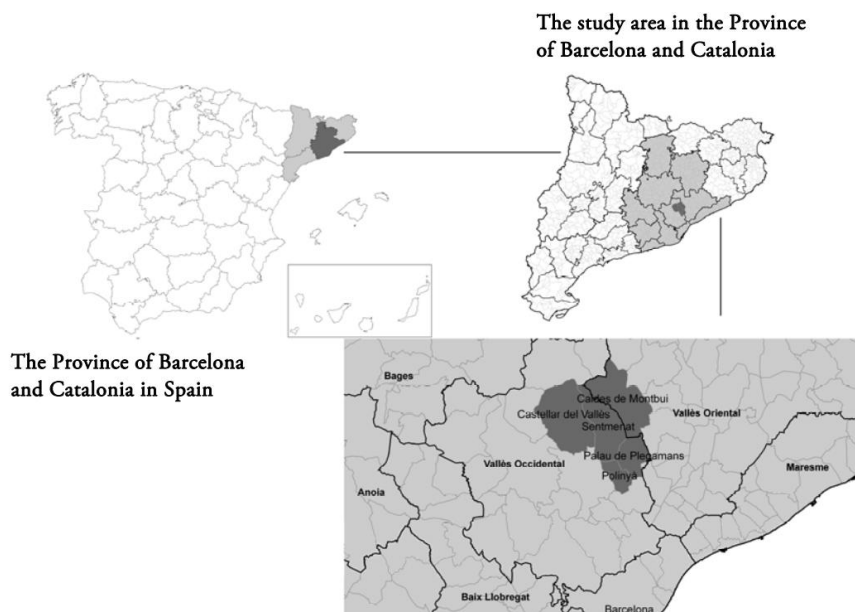 The study area in the Province
of Barcelona and Catalonia
The Province of Barcelona
and Catalonia in Spain
Bages
Caldes de Montbui
Castellar del Vallès
Vallès Oriental
Sentmenat
Palau de Plegamans
Vallès Occidental
Maresme
Polinyà
Anoia
Baix Llobregat
Barcelona